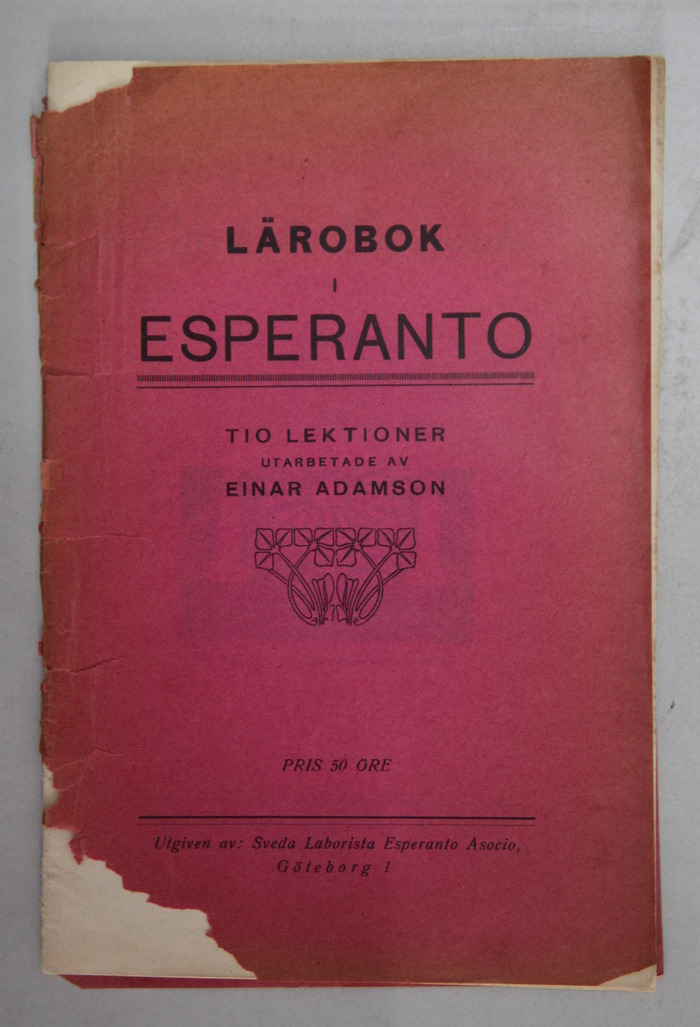 LÄROBOK
I
ESPERANTO
TIO LEKTIONER
UTARBETADE AV
EINAR ADAMSON
PRIS 50 ÖRE
Utgiven av: Sveda Laborista Esperanto Asocio,
Göteborg 1